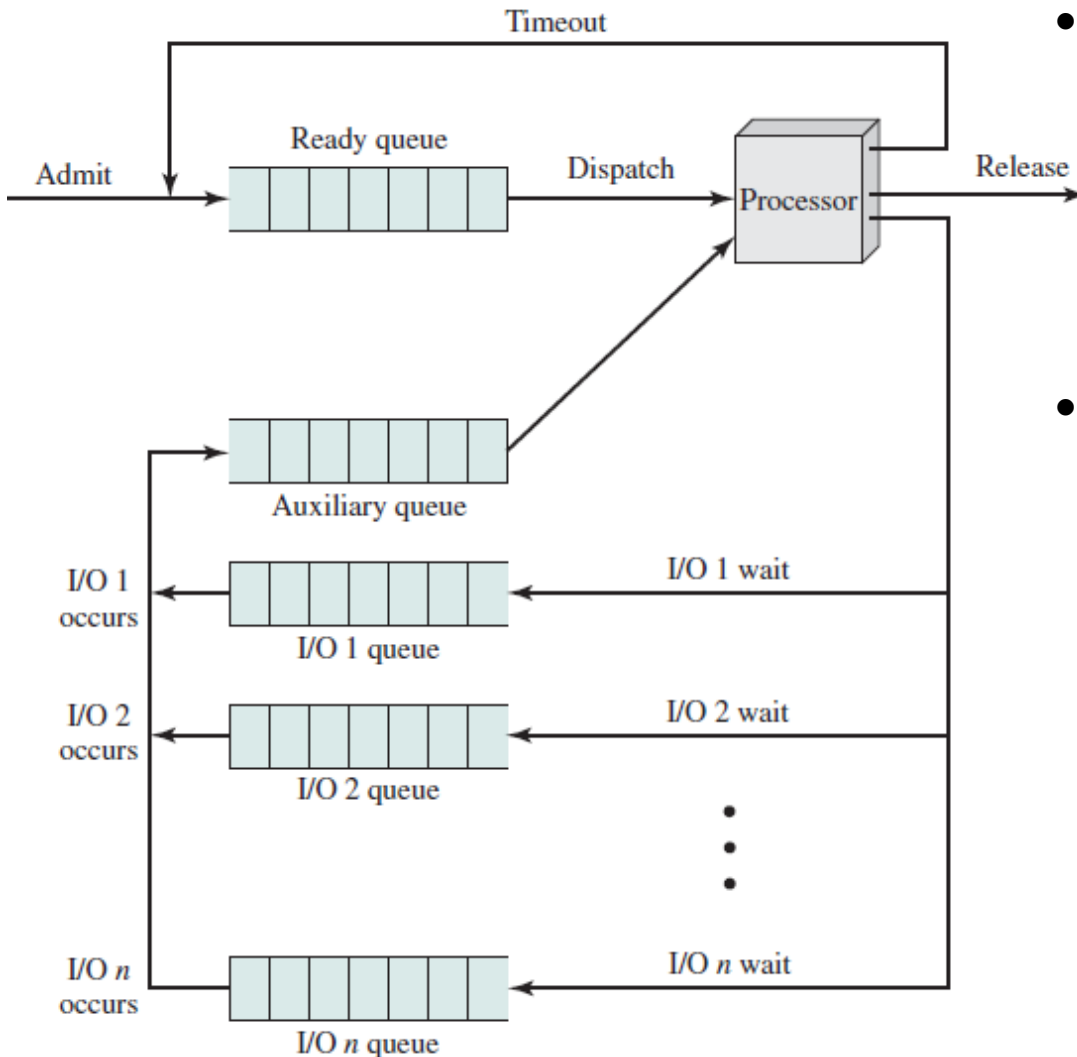 Timeout
Ready queue
Admit
Dispatch
Release
Processor
Auxiliary queue
I/O 1
occurs
I/O 1 wait
I/O 1 queue
I/O 2
occurs
I/O 2 wait
I/O 2 queue
I/O n
occurs
I/O n wait
I/O n queue